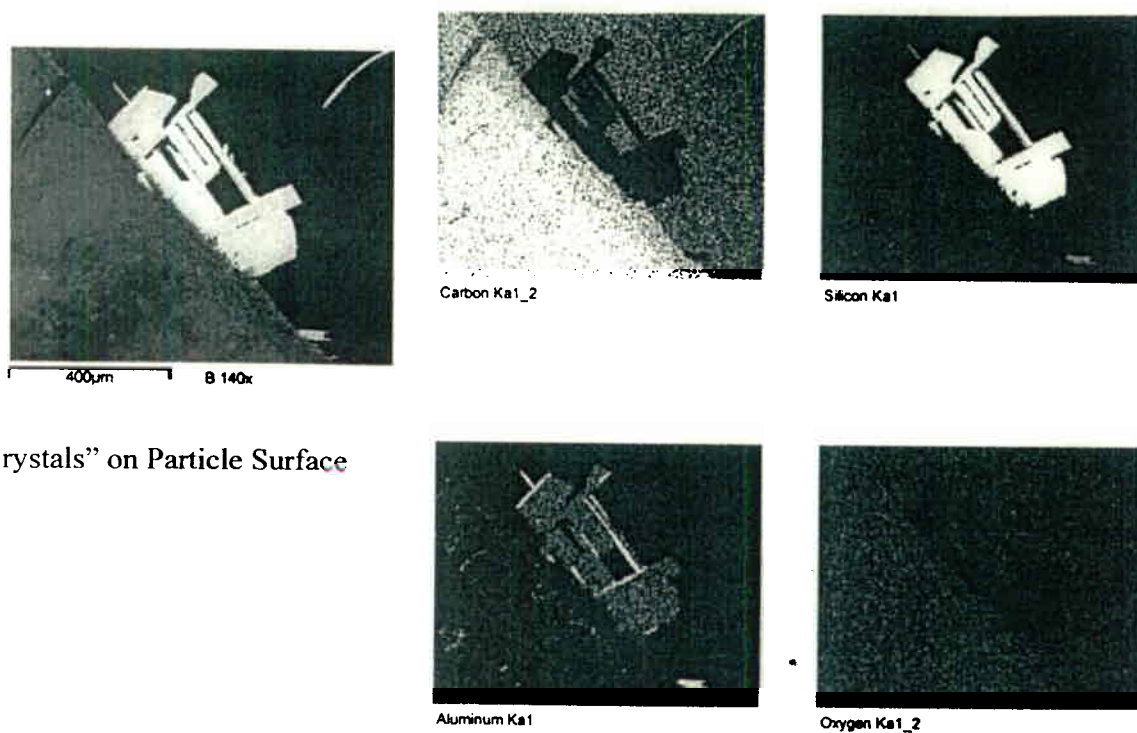 Carbon Ka1_2
Silicon Ka1
400µm B 140x
rystals” on Particle Surface
Aluminum Ka1
Oxygen Ka1_2